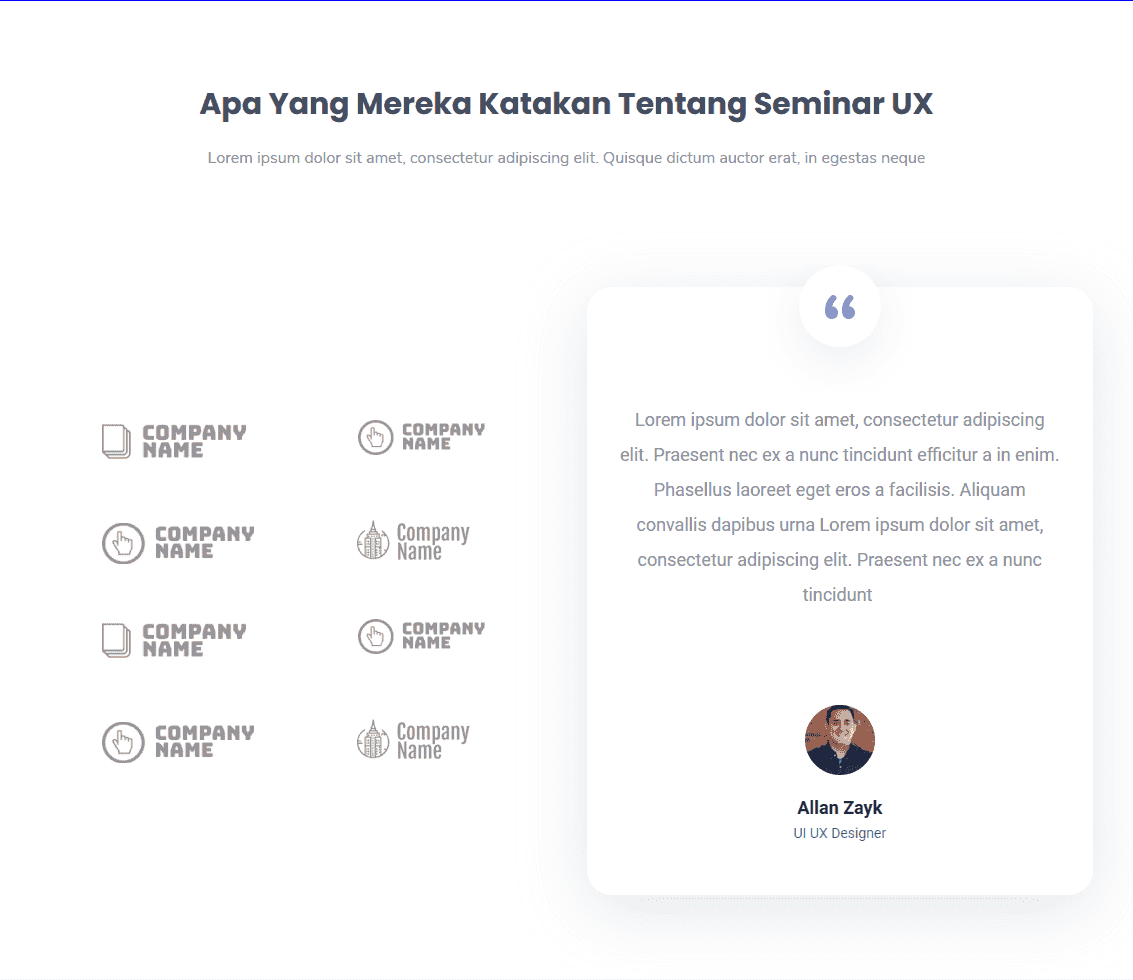 Apa Yang Mereka Katakan Tentang Seminar UX
Lorem ipsum dolor sit amet, consectetur adipiscing elit. Quisque dictum auctor erat, in egestas neque
COMPANY
NAME
COMPANY
NAME
COMPANY
NAME
Company
Name
COMPANY
NAME
COMPANY
NAME
COMPANY
NAME
Company
Name
“
Lorem ipsum dolor sit amet, consectetur adipiscing
elit. Praesent nec ex a nunc tincidunt efficitur a in enim.
Phasellus laoreet eget eros a facilisis. Aliquam
convallis dapibus urna Lorem ipsum dolor sit amet,
consectetur adipiscing elit. Praesent nec ex a nunc
tincidunt
Allan Zayk
UI UX Designer